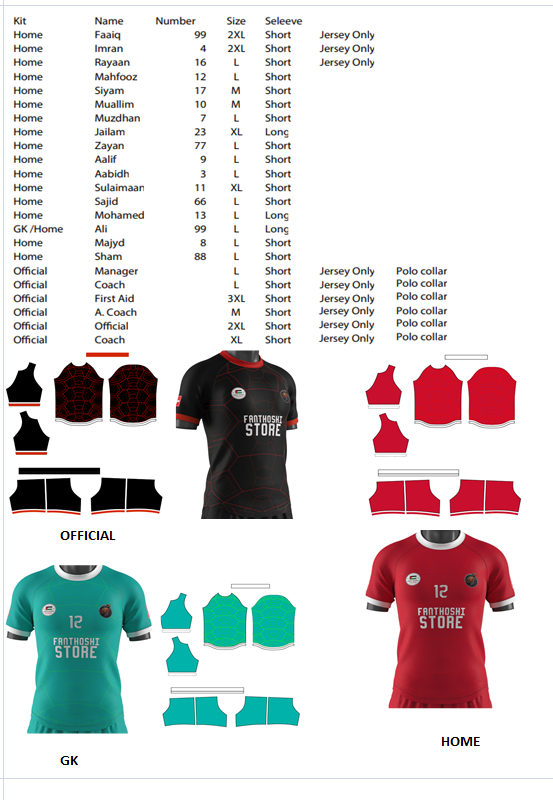 Kit Name Number Size Seleeve
Home Faaiq 99 2XL Short Jersey Only
Home Imran 4 2XL Short Jersey Only
Home Rayaan 16 L Short Jersey Only
Home Mahfooz 12 L Short
Home Siyam 17 M Short
Home Muallim 10 M Short
Home Muzdhan 7 L Short
Home Jailam 23 XL Long
Home Zayan 77 L Short
Home Aalif 9 L Short
Home Aabidh 3 L Short
Home Sulaimaan 11 XL Short
Home Sajid 66 L Short
Home Mohamed 13 L Long
GK /Home Ali 99 L Long
Home Majyd 8 L Short
Home Sham 88 L Short
Official Manager L Short Jersey Only Polo collar
Official Coach L Short Jersey Only Polo collar
Official First Aid 3XL Short Jersey Only Polo collar
Official A. Coach M Short Jersey Only Polo collar
Official Official 2XL Short Jersey Only Polo collar
Official Coach XL Short Jersey Only Polo collar
FANTHOSHI
STORE
OFFICIAL
12
FANTHOSHI
STORE
GK
12
FANTHOSHI
STORE
HOME